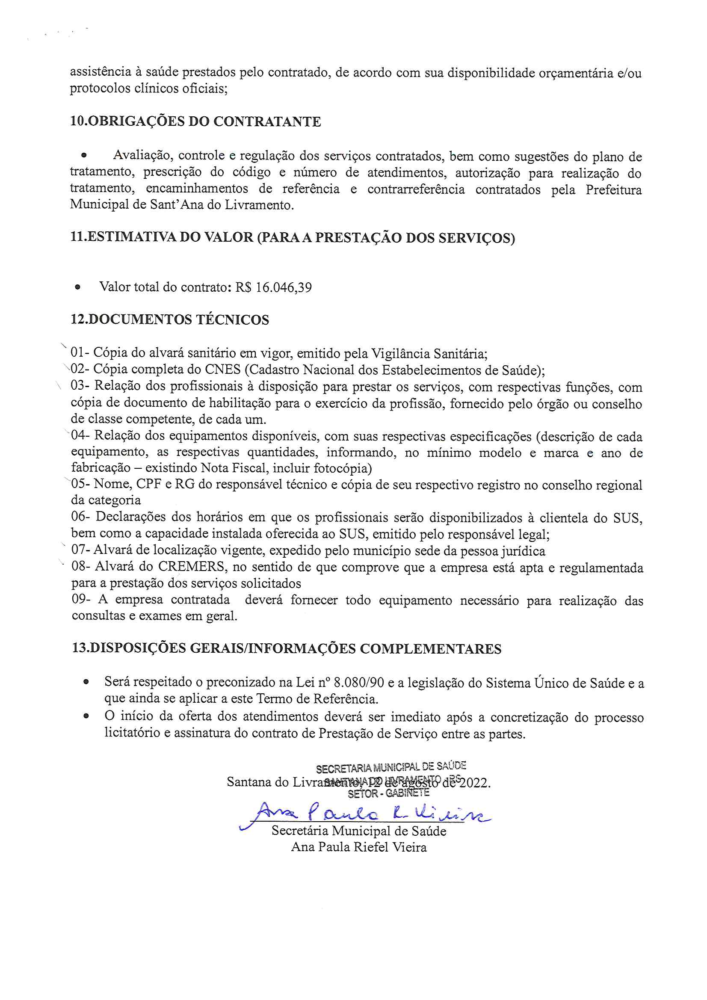 assistência à saúde prestados pelo contratado, de acordo com sua disponibilidade orçamentária e/ou
protocolos clínicos oficiais;
10.OBRIGAÇÕES DO CONTRATANTE
• Avaliação, controle e regulação dos serviços contratados, bem como sugestões do plano de
tratamento, prescrição do código e número de atendimentos, autorização para realização do
tratamento, encaminhamentos de referência e contrarreferência contratados pela Prefeitura
Municipal de Sant’Ana do Livramento.
11.ESTIMATIVA DO VALOR (PARA A PRESTAÇÃO DOS SERVIÇOS)
• Valor total do contrato: R$ 16.046,39
12.DOCUMENTOS TÉCNICOS
01- Cópia do alvará sanitário em vigor, emitido pela Vigilância Sanitária;
02- Cópia completa do CNES (Cadastro Nacional dos Estabelecimentos de Saúde);
03- Relação dos profissionais à disposição para prestar os serviços, com respectivas funções, com
cópia de documento de habilitação para o exercício da profissão, fornecido pelo órgão ou conselho
de classe competente, de cada um.
04- Relação dos equipamentos disponíveis, com suas respectivas especificações (descrição de cada
equipamento, as respectivas quantidades, informando, no mínimo modelo e marca e ano de
fabricação – existindo Nota Fiscal, incluir fotocópia)
05- Nome, CPF e RG do responsável técnico e cópia de seu respectivo registro no conselho regional
da categoria
06- Declarações dos horários em que os profissionais serão disponibilizados à clientela do SUS,
bem como a capacidade instalada oferecida ao SUS, emitido pelo responsável legal;
07- Alvará de localização vigente, expedido pelo município sede da pessoa jurídica
08- Alvará do CREMERS, no sentido de que comprove que a empresa está apta e regulamentada
para a prestação dos serviços solicitados
09- A empresa contratada deverá fornecer todo equipamento necessário para realização das
consultas e exames em geral.
13.DISPOSIÇÕES GERAIS/INFORMAÇÕES COMPLEMENTARES
• Será respeitado o preconizado na Lei nº 8.080/90 e a legislação do Sistema Único de Saúde e a
que ainda se aplicar a este Termo de Referência.
• O início da oferta dos atendimentos deverá ser imediato após a concretização do processo
licitatório e assinatura do contrato de Prestação de Serviço entre as partes.
SECRETARIA MUNICIPAL DE SAÚDE
Santana do Livramento, 12 de agosto de 2022.
SANT'ANA DO LIVRAMENTO - RS
SETOR - GABINETE
Ana Paula R. Vieira
Secretária Municipal de Saúde
Ana Paula Riefel Vieira